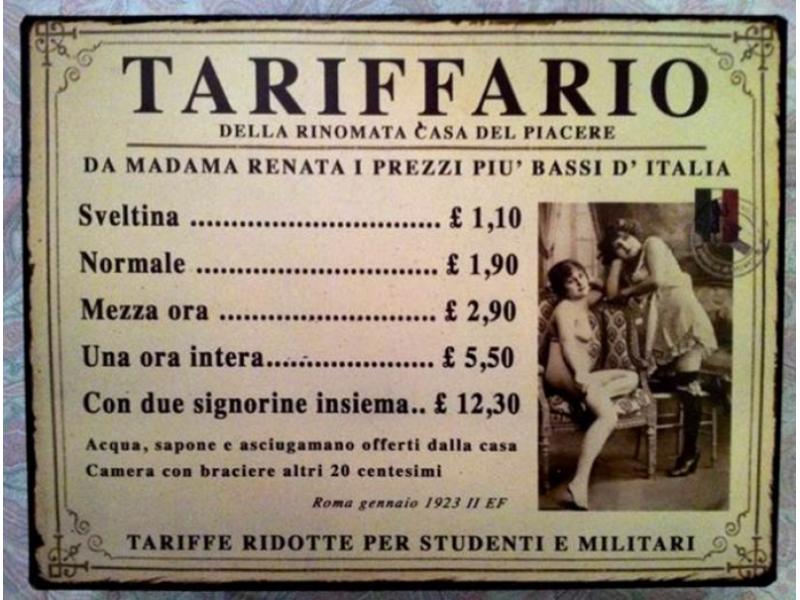 TARIFFARIO
DELLA RINOMATA CASA DEL PIACERE
DA MADAMA RENATA I PREZZI PIU' BASSI D' ITALIA
Sveltina ................................ £ 1,10
Normale ............................... £ 1,90
Mezza ora ............................ £ 2,90
Una ora intera...................... £ 5,50
Con due signorine insiema.. £ 12,30
Acqua, sapone e asciugamano offerti dalla casa
Camera con braciere altri 20 centesimi
Roma gennaio 1923 II EF
TARIFFE RIDOTTE PER STUDENTI E MILITARI